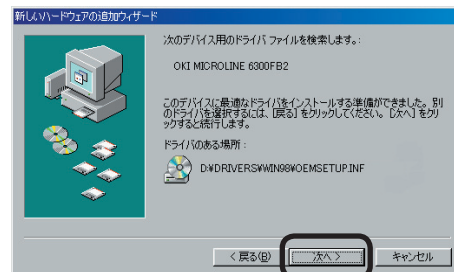 新しいハードウェアの追加ウィザード
次のデバイス用のドライバ ファイルを検索します。:
OKI MICROLINE 6300FB2
このデバイスに最適なドライバをインストールする準備ができました。別
のドライバを選択するには、[戻る] をクリックしてください。[次へ] をクリ
ックすると続行します。
ドライバのある場所:
D:¥DRIVERS¥WIN98¥OEMSETUP.INF
< 戻る(B)
次へ >
キャンセル